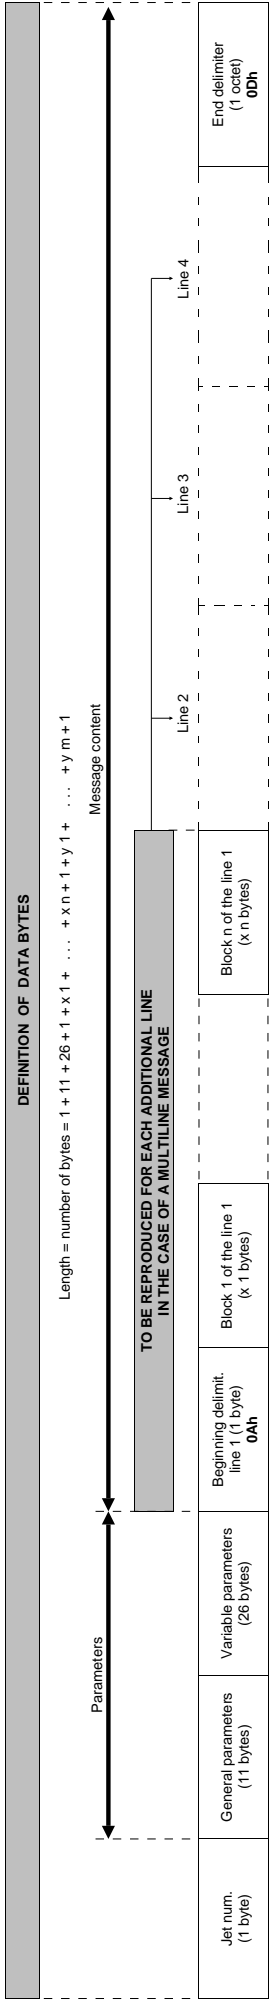 DEFINITION OF DATA BYTES
Length = number of bytes = 1 + 11 + 26 + 1 + x 1 + . . . + x n + 1 + y 1 + . . . + y m + 1
Parameters
Message content
TO BE REPRODUCED FOR EACH ADDITIONAL LINE
IN THE CASE OF A MULTILINE MESSAGE
Line 2
Line 3
Line 4
Jet num.
(1 byte)
General parameters
(11 bytes)
Variable parameters
(26 bytes)
Beginning delimit.
line 1 (1 byte)
0Ah
Block 1 of the line 1
(x 1 bytes)
Block n of the line 1
(x n bytes)
End delimiter
(1 octet)
0Dh